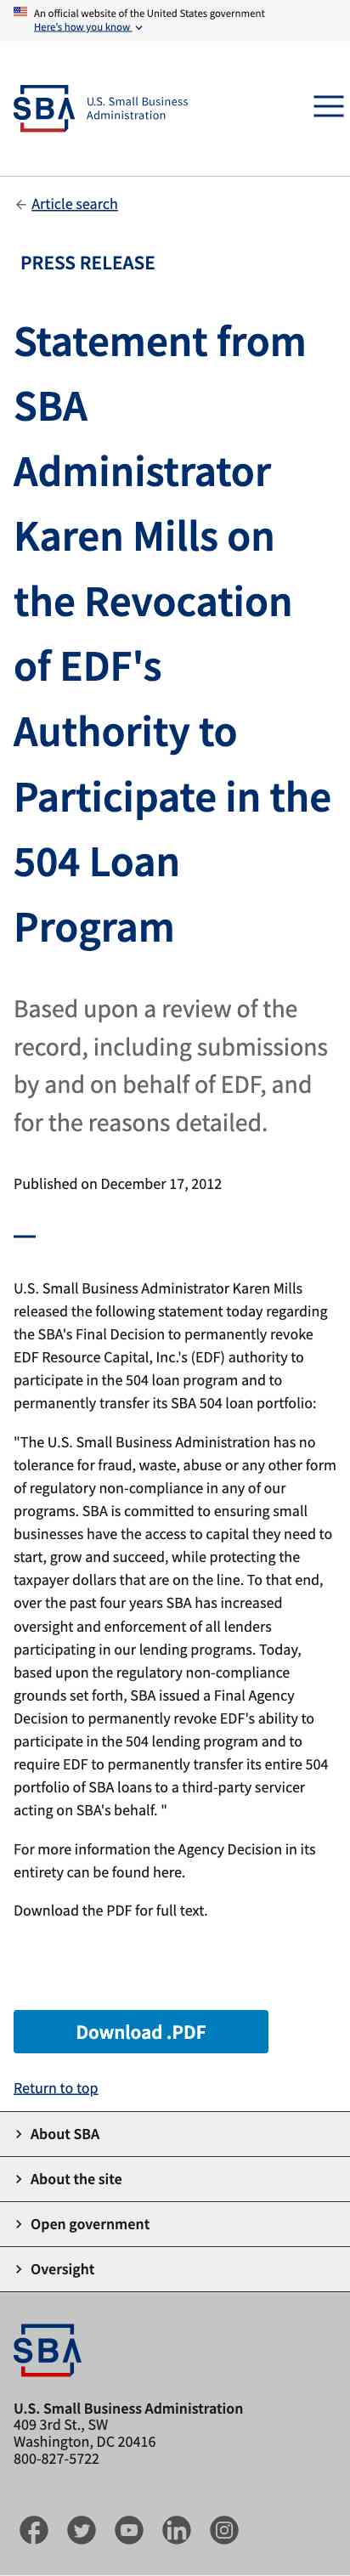 An official website of the United States government
Here's how you know
SBA
U.S. Small Business
Administration
Article search
PRESS RELEASE
Statement from
SBA
Administrator
Karen Mills on
the Revocation
of EDF's
Authority to
Participate in the
504 Loan
Program
Based upon a review of the
record, including submissions
by and on behalf of EDF, and
for the reasons detailed.
Published on December 17, 2012
U.S. Small Business Administrator Karen Mills
released the following statement today regarding
the SBA's Final Decision to permanently revoke
EDF Resource Capital, Inc.'s (EDF) authority to
participate in the 504 loan program and to
permanently transfer its SBA 504 loan portfolio:
"The U.S. Small Business Administration has no
tolerance for fraud, waste, abuse or any other form
of regulatory non-compliance in any of our
programs. SBA is committed to ensuring small
businesses have the access to capital they need to
start, grow and succeed, while protecting the
taxpayer dollars that are on the line. To that end,
over the past four years SBA has increased
oversight and enforcement of all lenders
participating in our lending programs. Today,
based upon the regulatory non-compliance
grounds set forth, SBA issued a Final Agency
Decision to permanently revoke EDF's ability to
participate in the 504 lending program and to
require EDF to permanently transfer its entire 504
portfolio of SBA loans to a third-party servicer
acting on SBA's behalf. "
For more information the Agency Decision in its
entirety can be found here.
Download the PDF for full text.
Download .PDF
Return to top
About SBA
About the site
Open government
Oversight
SBA
U.S. Small Business Administration
409 3rd St., SW
Washington, DC 20416
800-827-5722